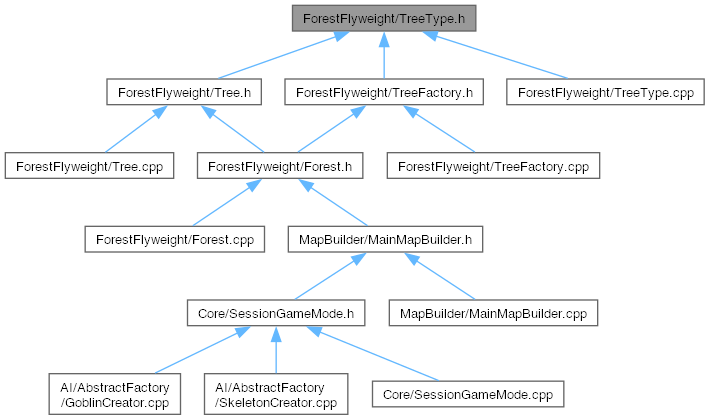 ForestFlyweight/TreeType.h
ForestFlyweight/Tree.h
ForestFlyweight/TreeFactory.h
ForestFlyweight/TreeType.cpp
ForestFlyweight/Tree.cpp
ForestFlyweight/Forest.h
ForestFlyweight/TreeFactory.cpp
ForestFlyweight/Forest.cpp
MapBuilder/MainMapBuilder.h
Core/SessionGameMode.h
MapBuilder/MainMapBuilder.cpp
AI/AbstractFactory
/GoblinCreator.cpp
AI/AbstractFactory
/SkeletonCreator.cpp
Core/SessionGameMode.cpp